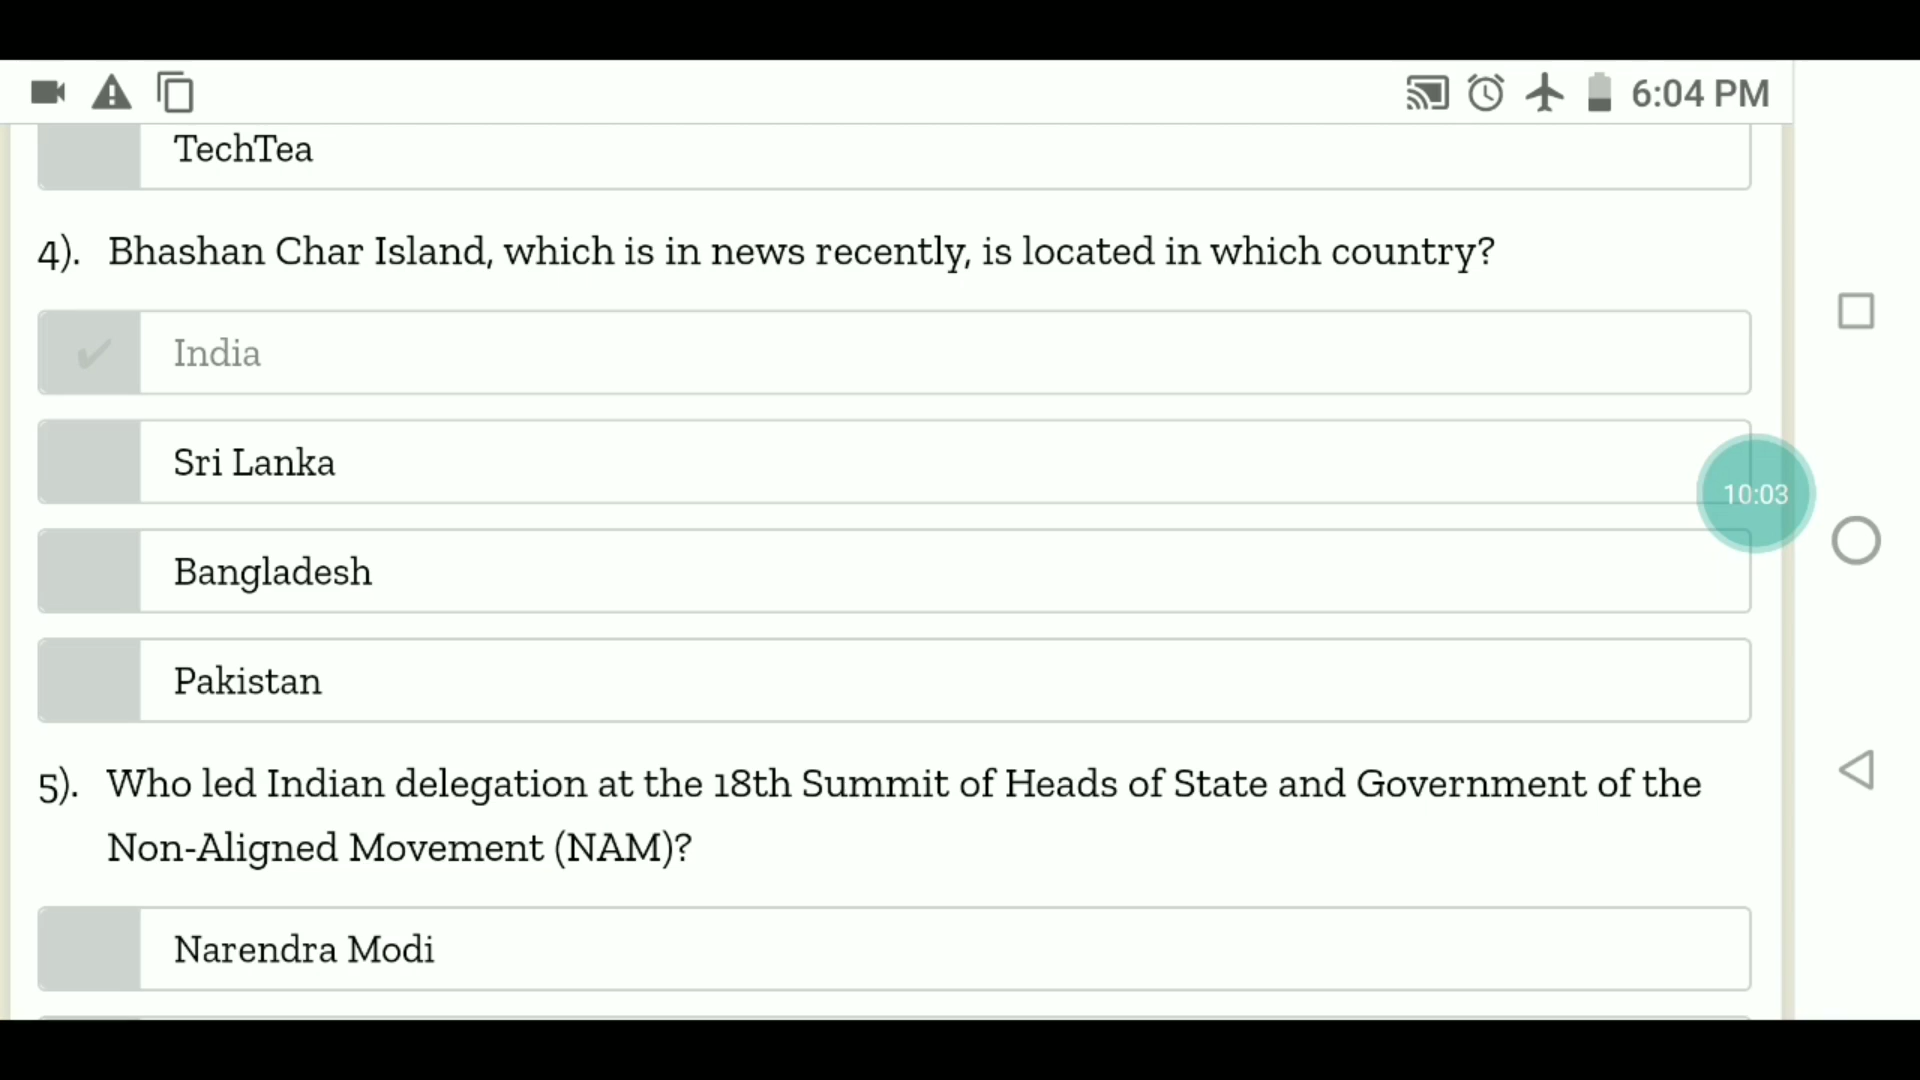 6:04 PM
TechTea
4). Bhashan Char Island, which is in news recently, is located in which country?
India
Sri Lanka
10:03
Bangladesh
Pakistan
5). Who led Indian delegation at the 18th Summit of Heads of State and Government of the
Non-Aligned Movement (NAM)?
Narendra Modi